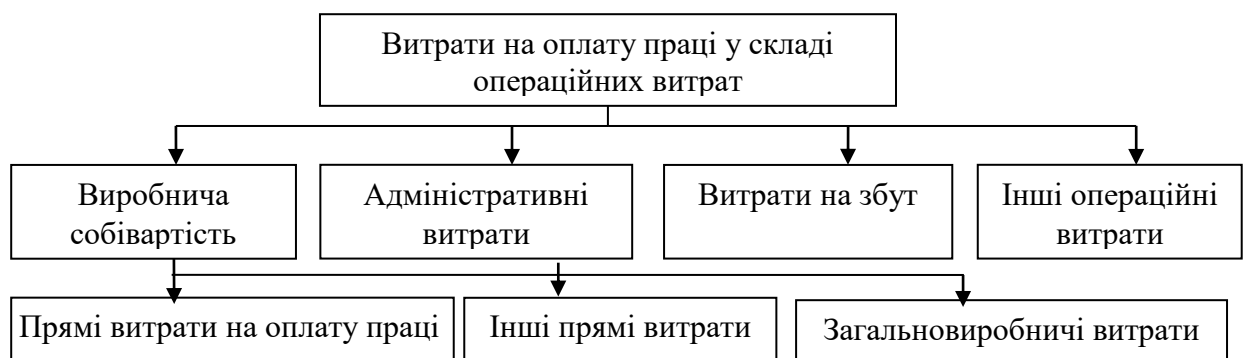 Витрати на оплату праці у складі
операційних витрат
Виробнича
собівартість
Адміністративні
витрати
Витрати на збут
Інші операційні
витрати
Прямі витрати на оплату праці
Інші прямі витрати
Загальновиробничі витрати